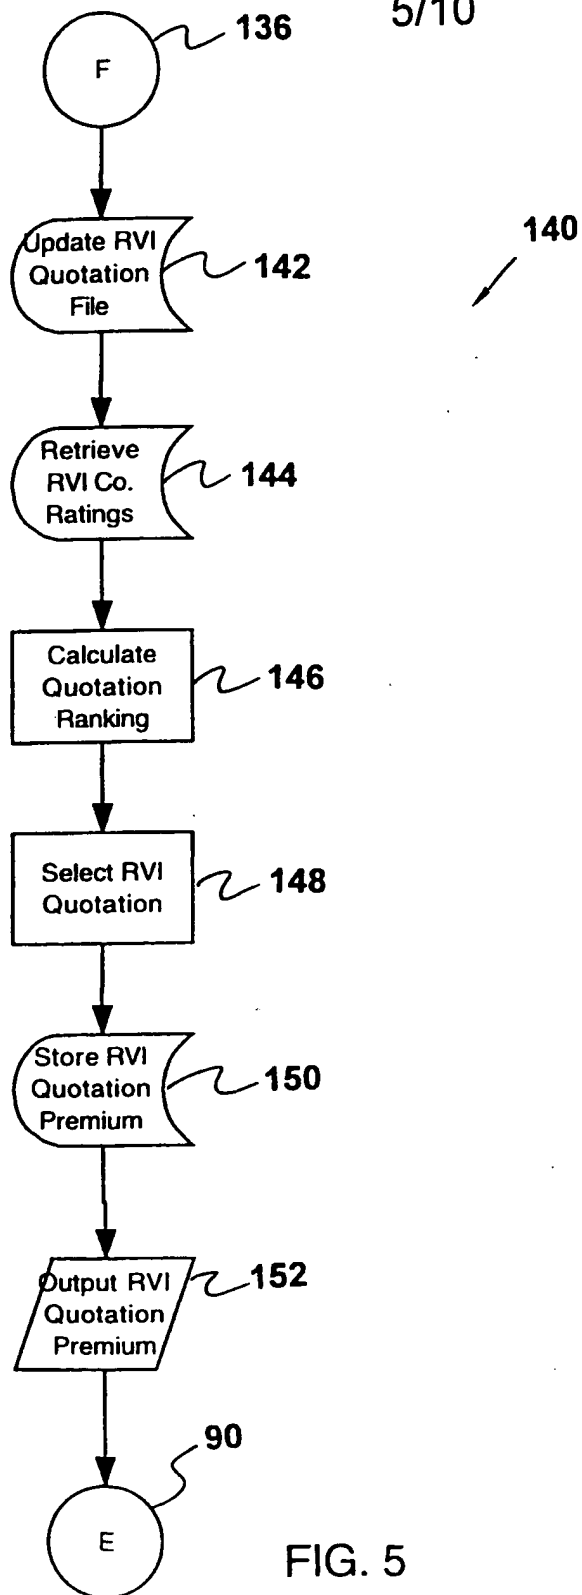 5/10
F
136
140
Update RVI
Quotation
File
142
Retrieve
RVI Co.
Ratings
144
Calculate
Quotation
Ranking
146
Select RVI
Quotation
148
Store RVI
Quotation
Premium
150
Output RVI
Quotation
Premium
152
90
E
FIG. 5